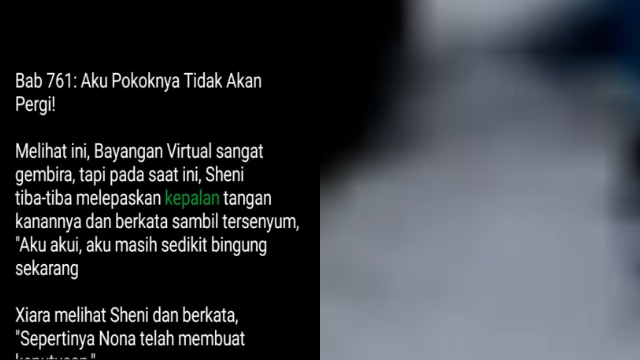 Bab 761: Aku Pokoknya Tidak Akan
Pergi!
Melihat ini, Bayangan Virtual sangat
gembira, tapi pada saat ini, Sheni
tiba-tiba melepaskan kepalan tangan
kanannya dan berkata sambil tersenyum,
"Aku akui, aku masih sedikit bingung
sekarang
Xiara melihat Sheni dan berkata,
"Sepertinya Nona telah membuat
keputusan."